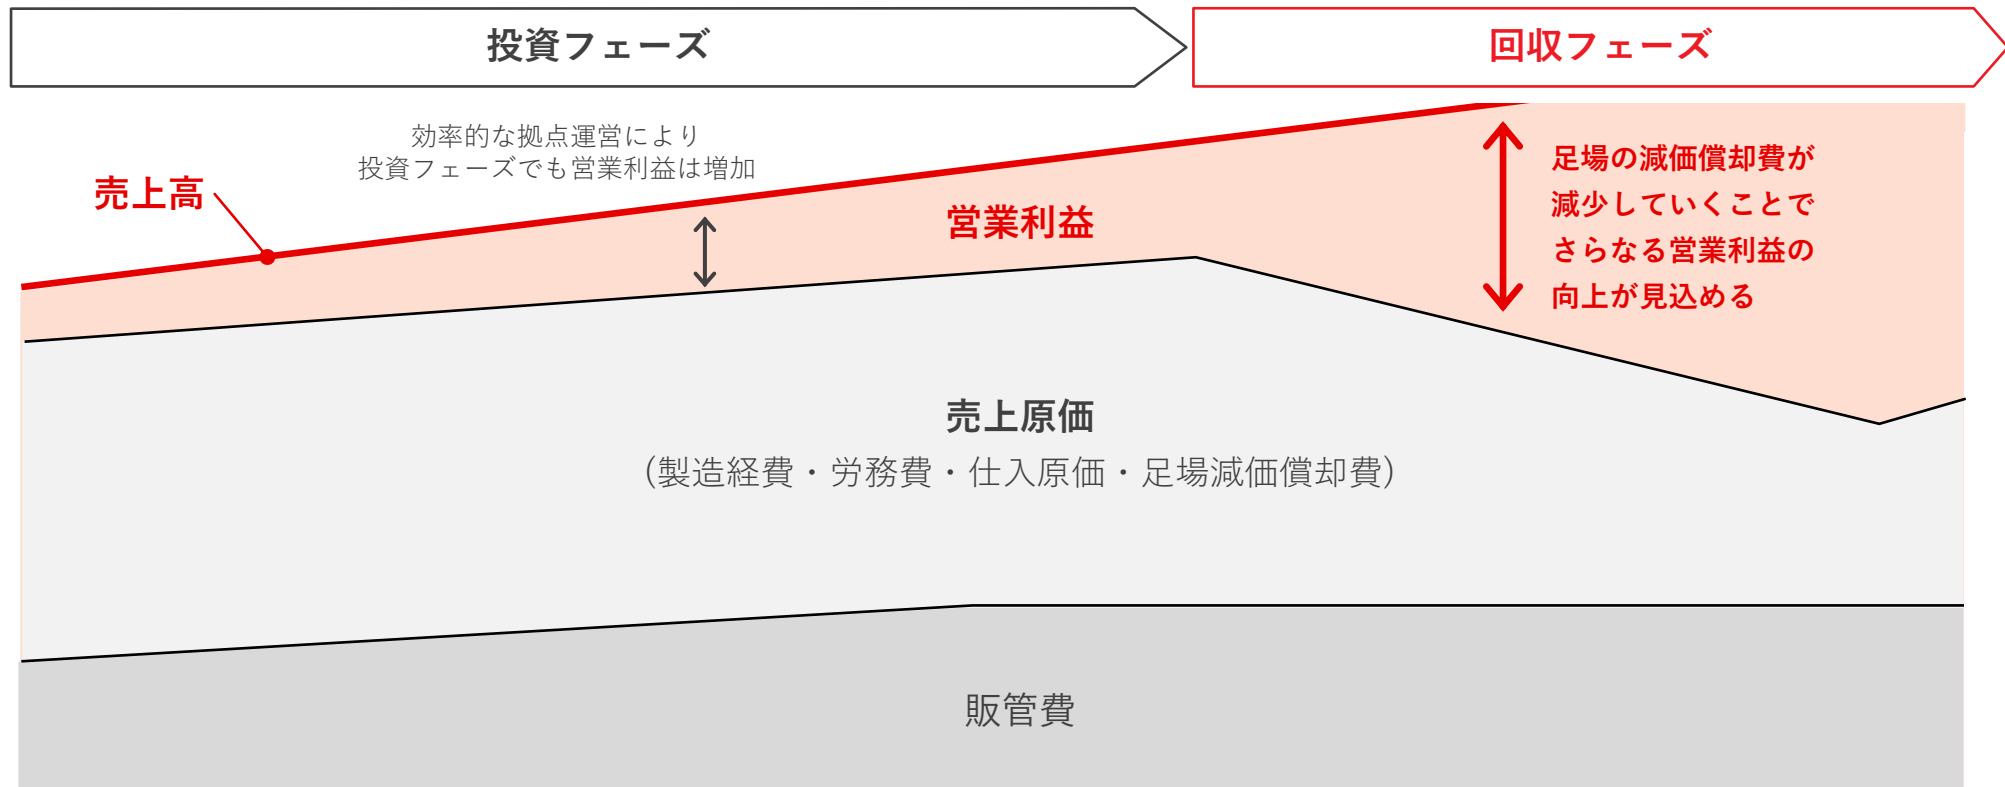 投資フェーズ
回収フェーズ
効率的な拠点運営により
投資フェーズでも営業利益は増加
売上高
営業利益
足場の減価償却費が
減少していくことで
さらなる営業利益の
向上が見込める
売上原価
(製造経費・労務費・仕入原価・足場減価償却費)
販管費